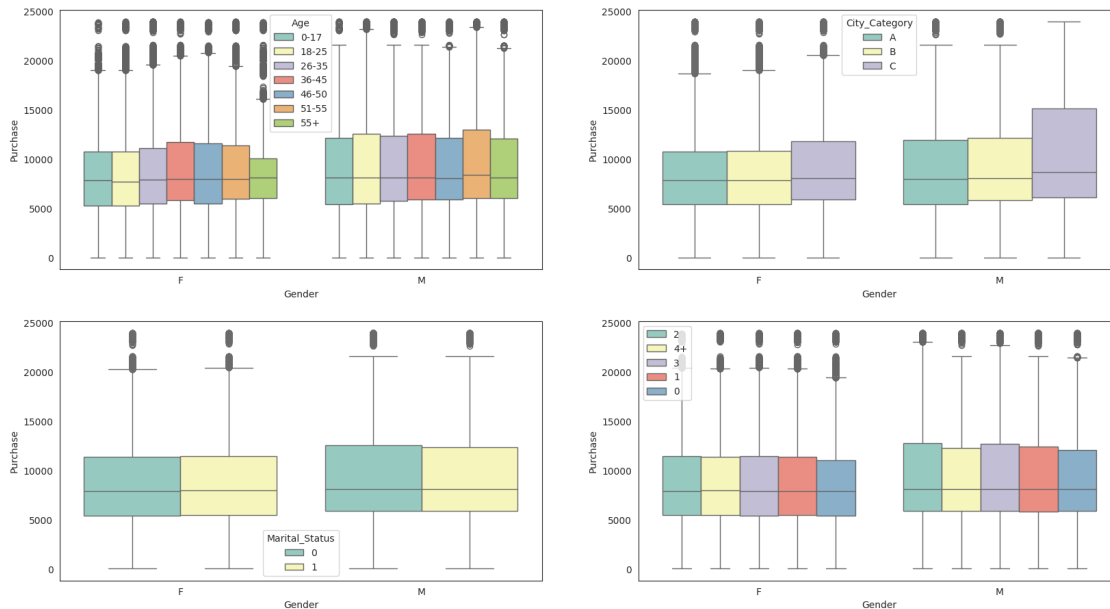 25000
20000
15000
10000
5000
0
Purchase
Age
0-17
18-25
26-35
36-45
46-50
51-55
55+
F
M
Gender
25000
20000
15000
10000
5000
0
Purchase
City_Category
A
B
C
F
M
Gender
25000
20000
15000
10000
5000
0
Purchase
Marital_Status
0
1
F
M
Gender
25000
20000
15000
10000
5000
0
Purchase
2
4+
3
1
0
F
M
Gender